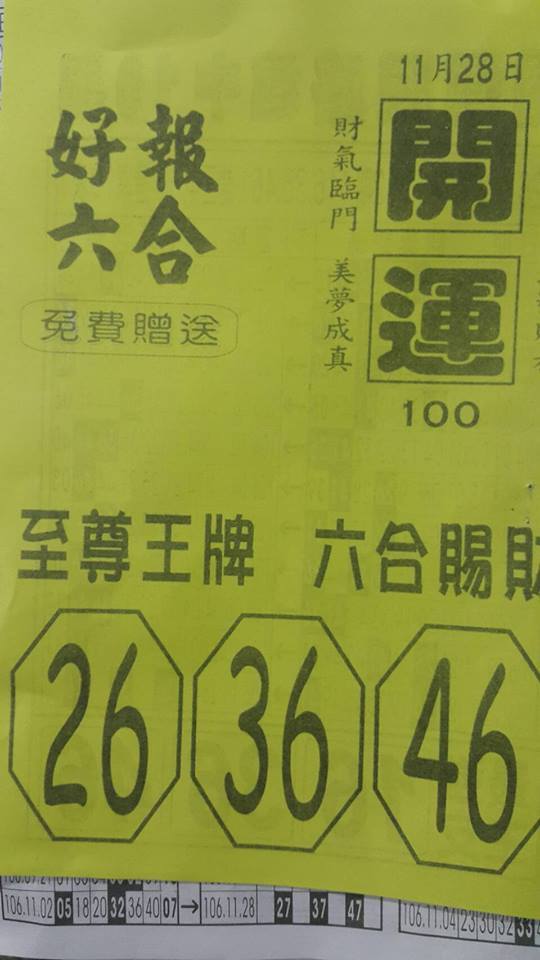 11月28日
好報
六合
免費贈送
財氣臨門
美夢成真
開
運
100
至尊王牌 六合賜財
26 36 46
106.11.02 05 18 20 32 36 40 07 → 106.11.28 27 37 47
106.11.04 23 30 32 33